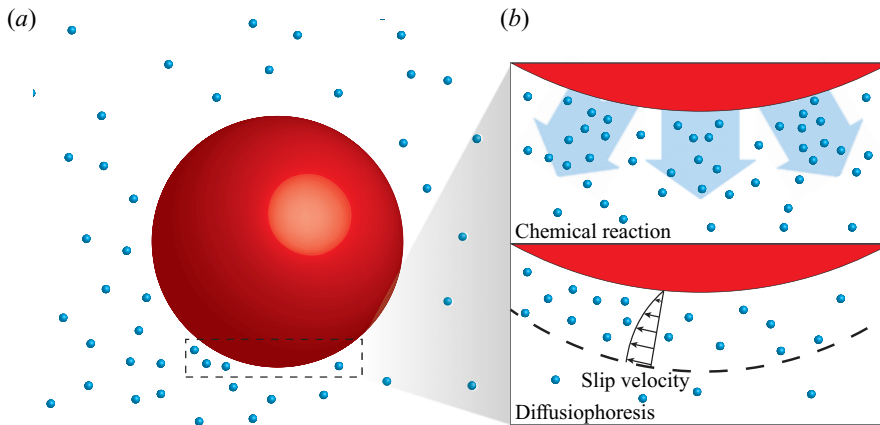 (a)
(b)
Chemical reaction
Slip velocity
Diffusiophoresis